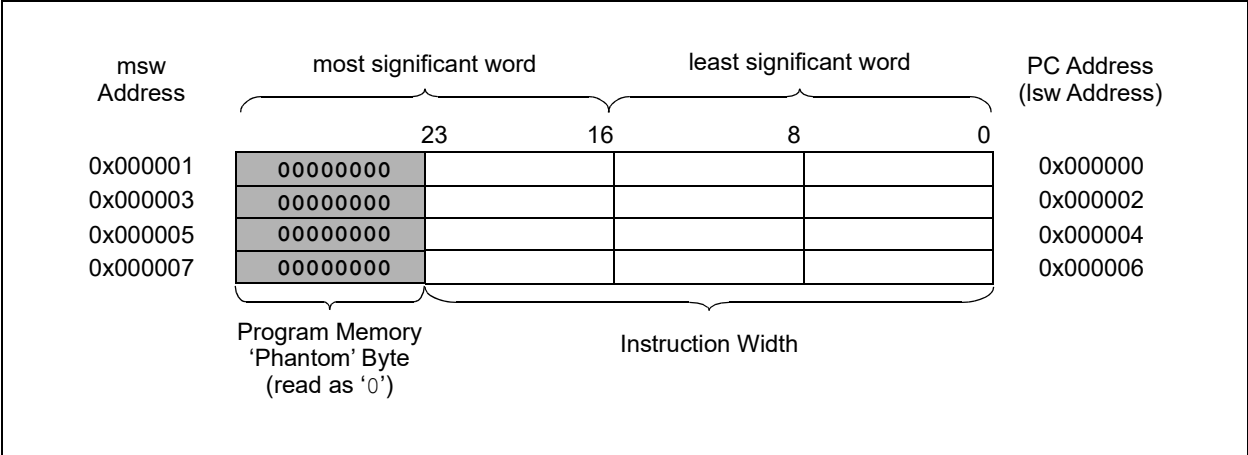 msw
Address
most significant word
least significant word
PC Address
(lsw Address)
23 16 8 0
0x000001 00000000 0x000000
0x000003 00000000 0x000002
0x000005 00000000 0x000004
0x000007 00000000 0x000006
Program Memory
‘Phantom’ Byte
(read as ‘0’)
Instruction Width